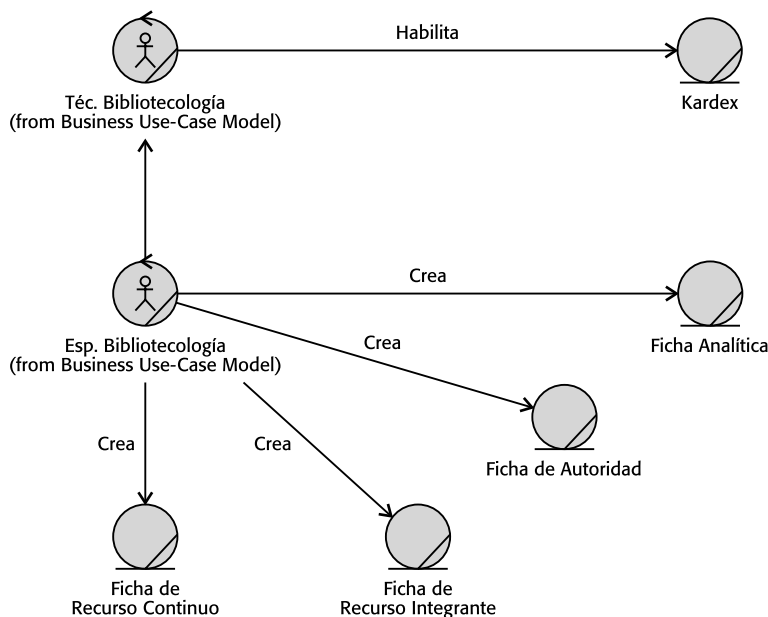 Habilita
Téc. Bibliotecología
(from Business Use-Case Model)
Kardex
Crea
Esp. Bibliotecología
(from Business Use-Case Model)
Crea
Ficha Analítica
Crea
Crea
Ficha de Autoridad
Ficha de
Recurso Continuo
Ficha de
Recurso Integrante